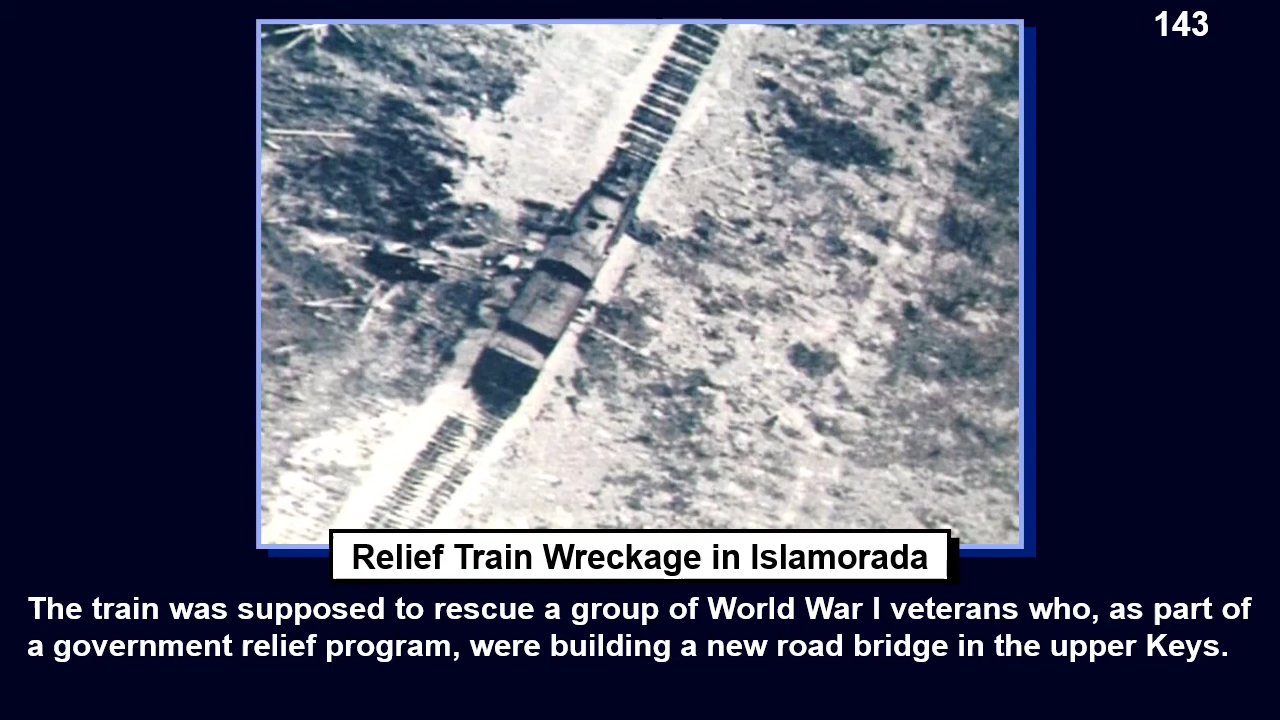 143
Relief Train Wreckage in Islamorada
The train was supposed to rescue a group of World War I veterans who, as part of
a government relief program, were building a new road bridge in the upper Keys.